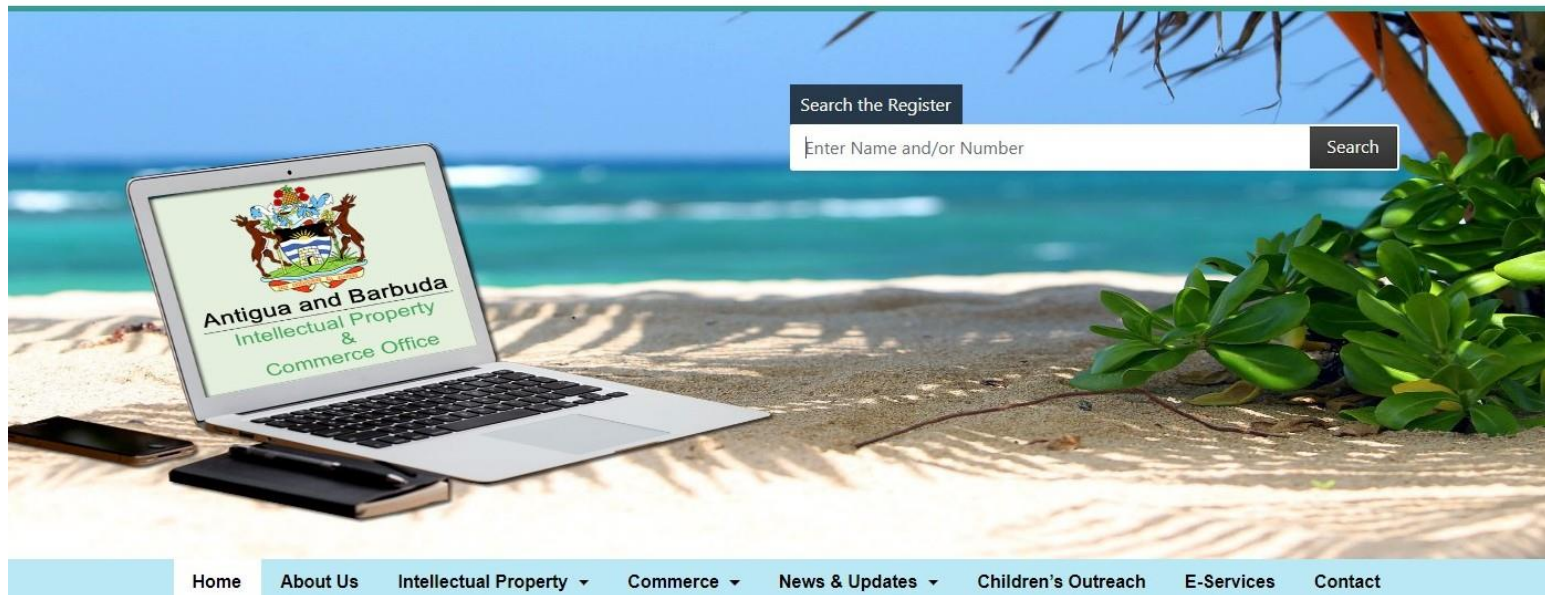 Search the Register
Enter Name and/or Number
Search
Antigua and Barbuda
Intellectual Property
&
Commerce Office
Home
About Us
Intellectual Property
Commerce
News & Updates
Children's Outreach
E-Services
Contact